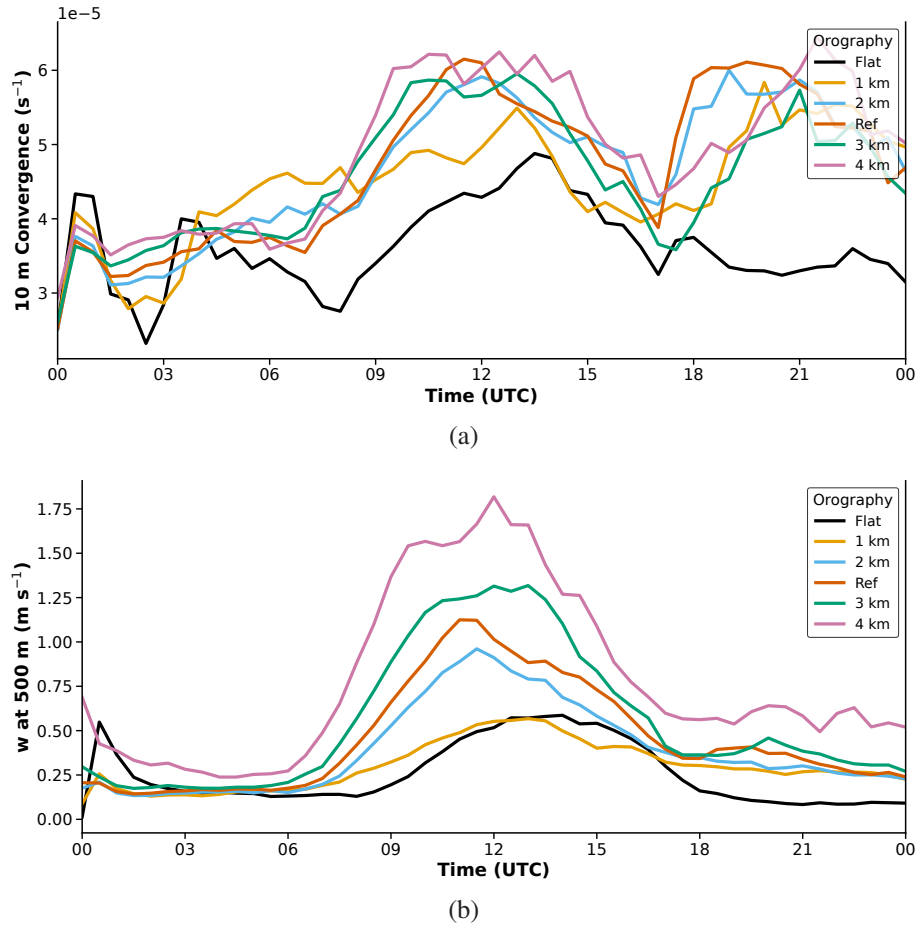 1e−5
10 m Convergence (s⁻¹)
6
5
4
3
Orography
Flat
1 km
2 km
Ref
3 km
4 km
00 03 06 09 12 15 18 21 00
Time (UTC)
(a)
w at 500 m (m s⁻¹)
1.75
1.50
1.25
1.00
0.75
0.50
0.25
0.00
Orography
Flat
1 km
2 km
Ref
3 km
4 km
00 03 06 09 12 15 18 21 00
Time (UTC)
(b)